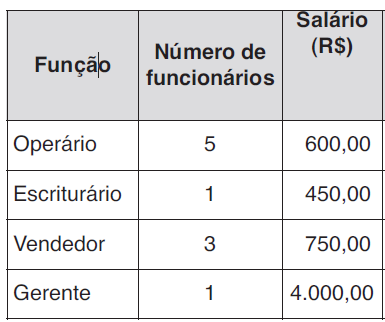 Função Número de funcionários Salário (R$)
Operário 5 600,00
Escriturário 1 450,00
Vendedor 3 750,00
Gerente 1 4.000,00